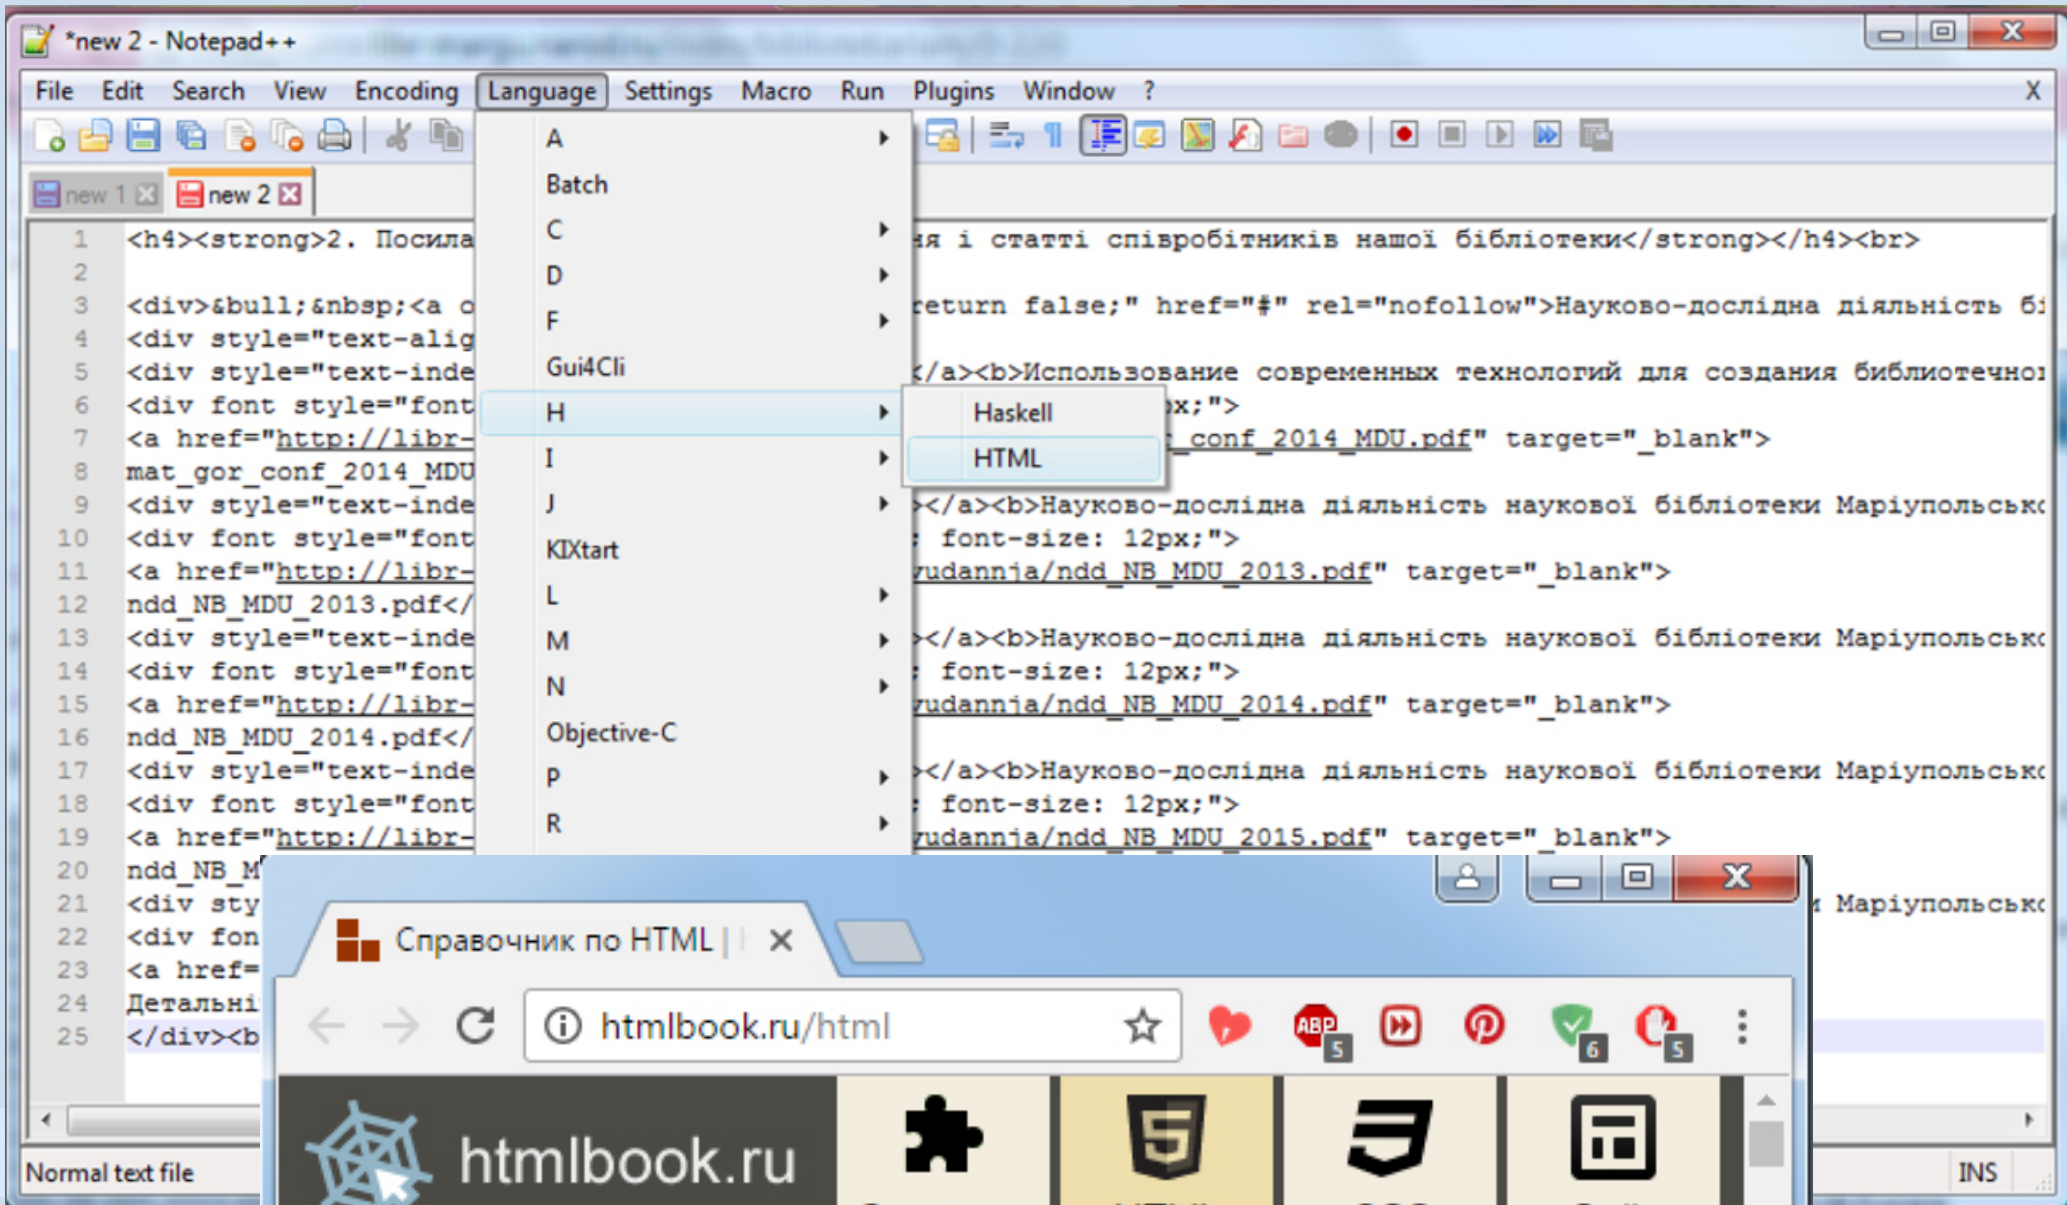 *new 2 - Notepad++
File Edit Search View Encoding Language Settings Macro Run Plugins Window ? X
new 1 new 2
A
Batch
C
D
F
Gui4Cli
H
I
J
KIXtart
L
M
N
Objective-C
P
R
Haskell
HTML
1 <h4><strong>2. Посила ня і статті співробітників нашої бібліотеки</strong></h4><br>
2
3 <div>&bull;&nbsp;<a o return false;" href="#" rel="nofollow">Науково-дослідна діяльність бі
4 <div style="text-alig
5 <div style="text-inde </a><b>Использование современных технологий для создания библиотечно
6 <div font style="font px;">
7 <a href="http://libr- r_conf_2014_MDU.pdf" target="_blank">
8 mat_gor_conf_2014_MDU
9 <div style="text-inde ></a><b>Науково-дослідна діяльність наукової бібліотеки Маріупольсько
10 <div font style="font ; font-size: 12px;">
11 <a href="http://libr- vudannja/ndd_NB_MDU_2013.pdf" target="_blank">
12 ndd_NB_MDU_2013.pdf</
13 <div style="text-inde ></a><b>Науково-дослідна діяльність наукової бібліотеки Маріупольсько
14 <div font style="font ; font-size: 12px;">
15 <a href="http://libr- vudannja/ndd_NB_MDU_2014.pdf" target="_blank">
16 ndd_NB_MDU_2014.pdf</
17 <div style="text-inde ></a><b>Науково-дослідна діяльність наукової бібліотеки Маріупольсько
18 <div font style="font ; font-size: 12px;">
19 <a href="http://libr- vudannja/ndd_NB_MDU_2015.pdf" target="_blank">
20 ndd_NB_M
21 <div sty и Маріупольсько
22 <div fon
23 <a href=
24 Детальні
25 </div><b
Normal text file INS
Справочник по HTML |
htmlbook.ru/html
ABP 5 6 5
htmlbook.ru